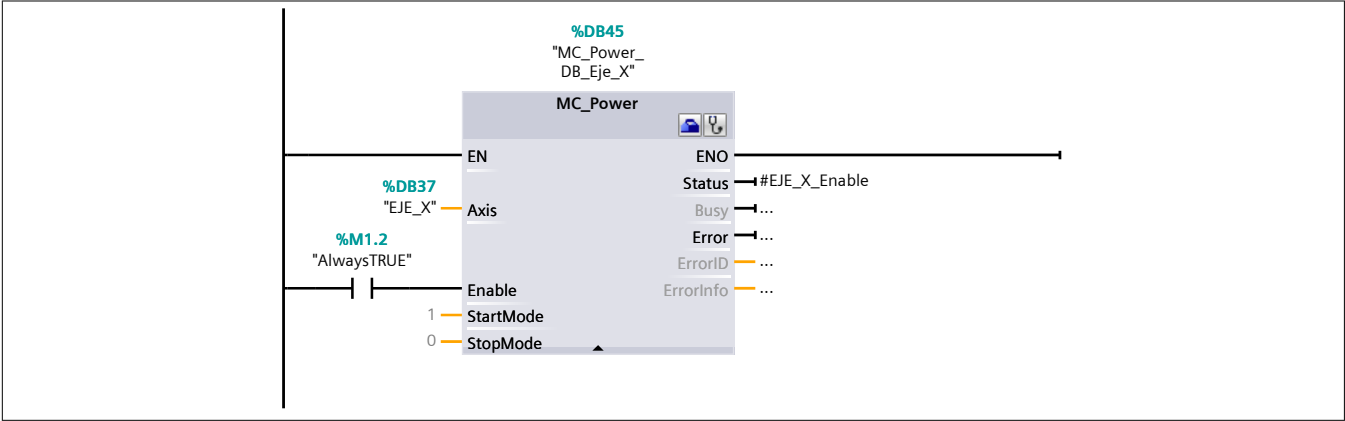 %DB45
"MC_Power_
DB_Eje_X"
MC_Power
EN
ENO
Status
#EJE_X_Enable
%DB37
"EJE_X"
Axis
Busy
...
Error
...
%M1.2
"AlwaysTRUE"
ErrorID
...
Enable
ErrorInfo
...
1
StartMode
0
StopMode